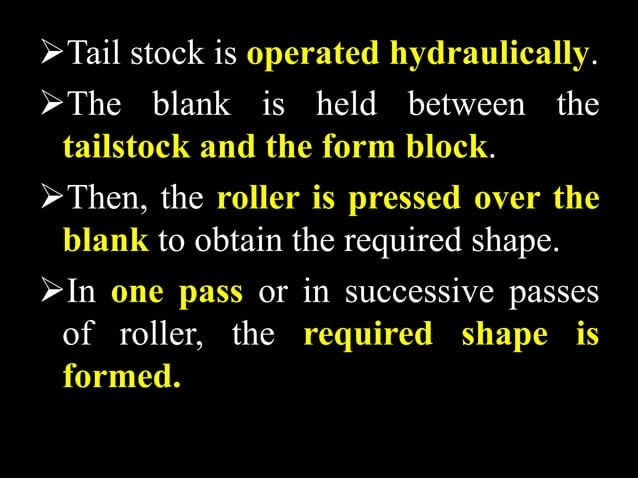 ➢Tail stock is operated hydraulically.
➢The blank is held between the
tailstock and the form block.
➢Then, the roller is pressed over the
blank to obtain the required shape.
➢In one pass or in successive passes
of roller, the required shape is
formed.